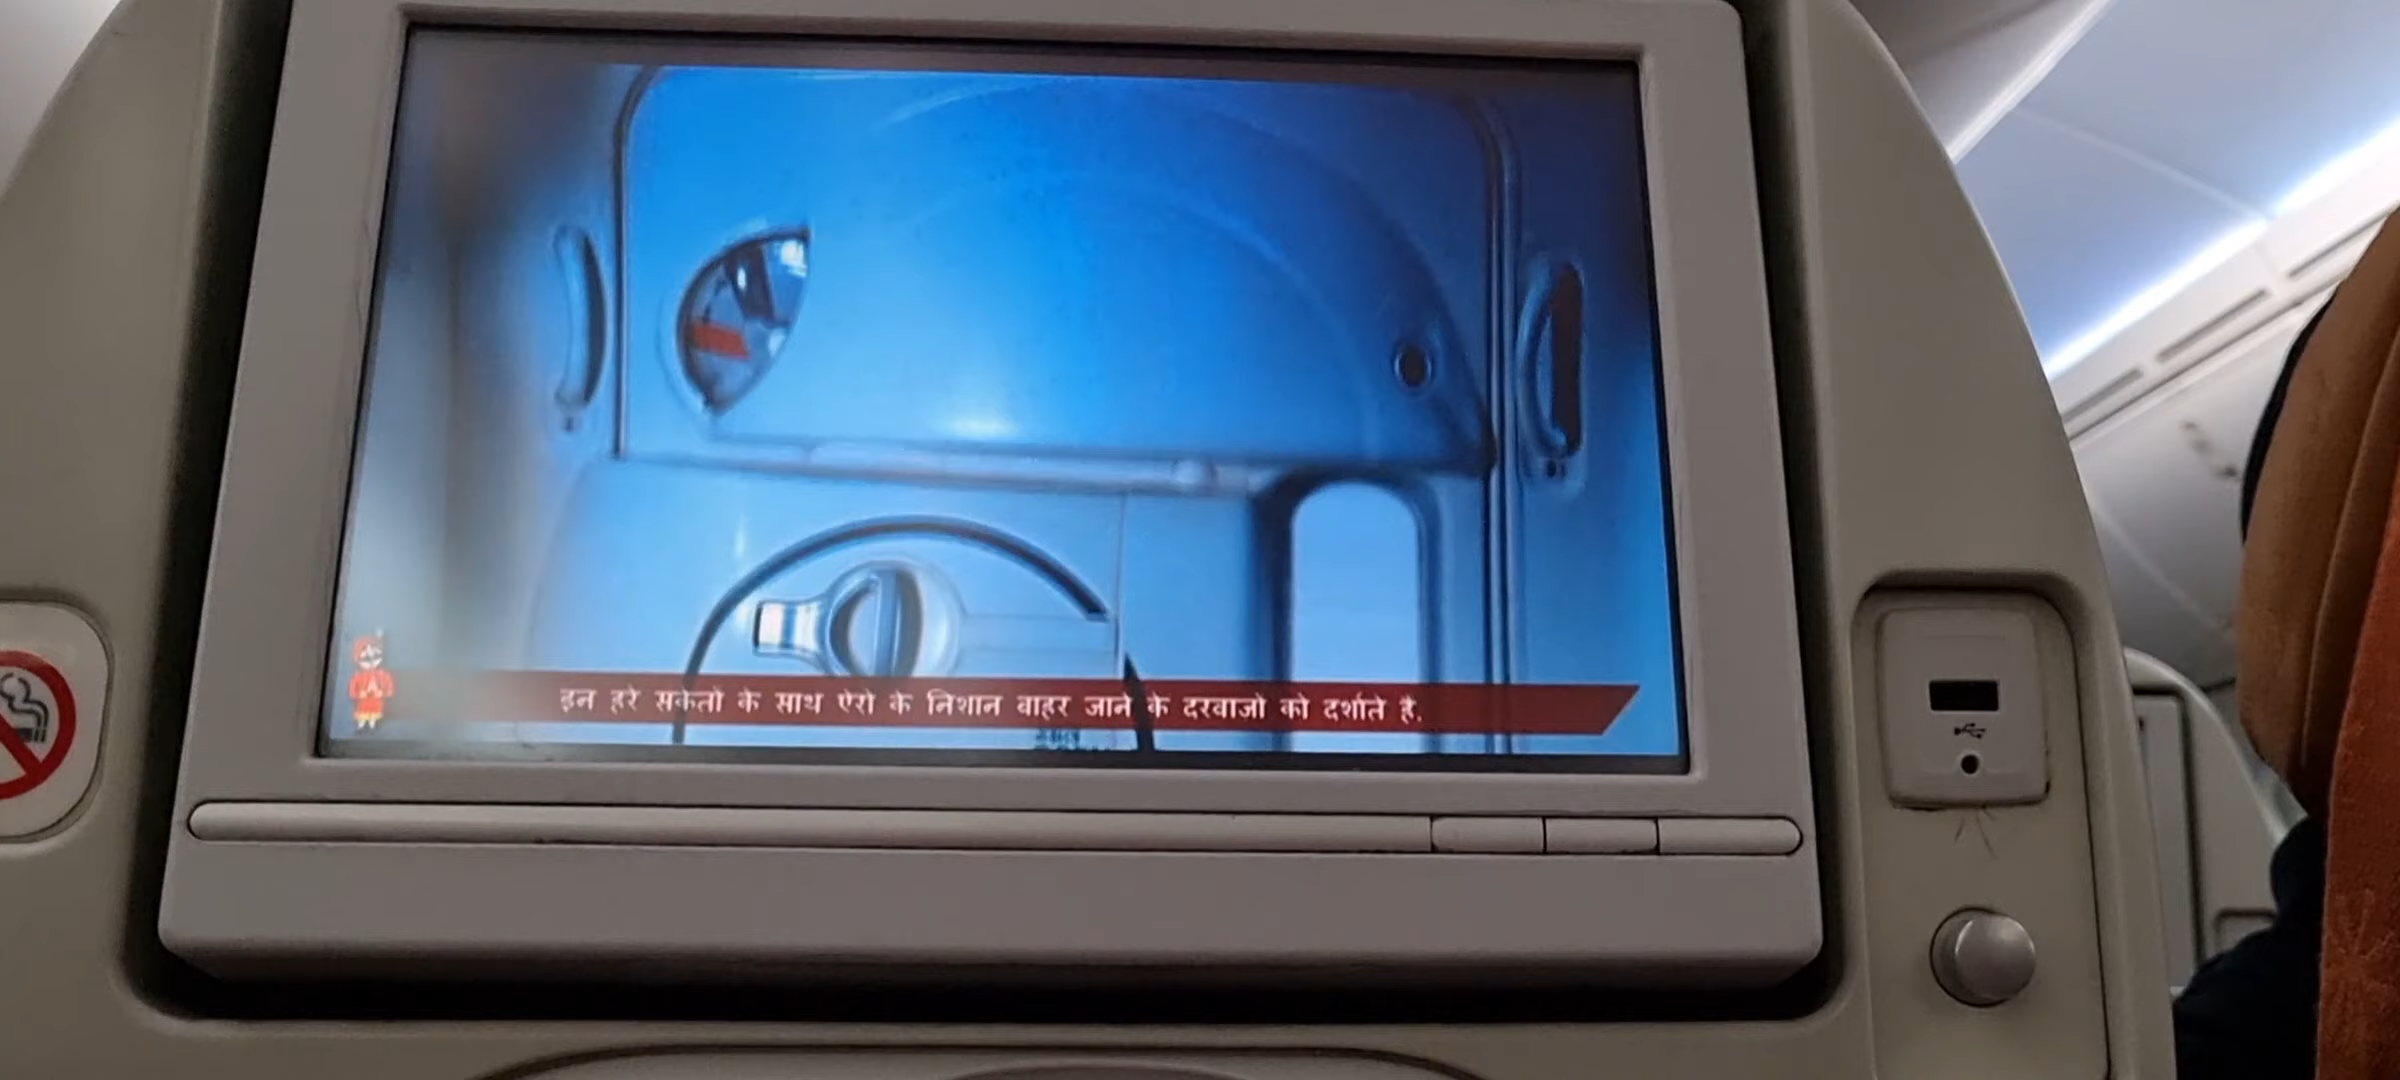 इन हरे संकेतों के साथ ऐरो के निशान बाहर जाने के दरवाजों को दर्शाते है.